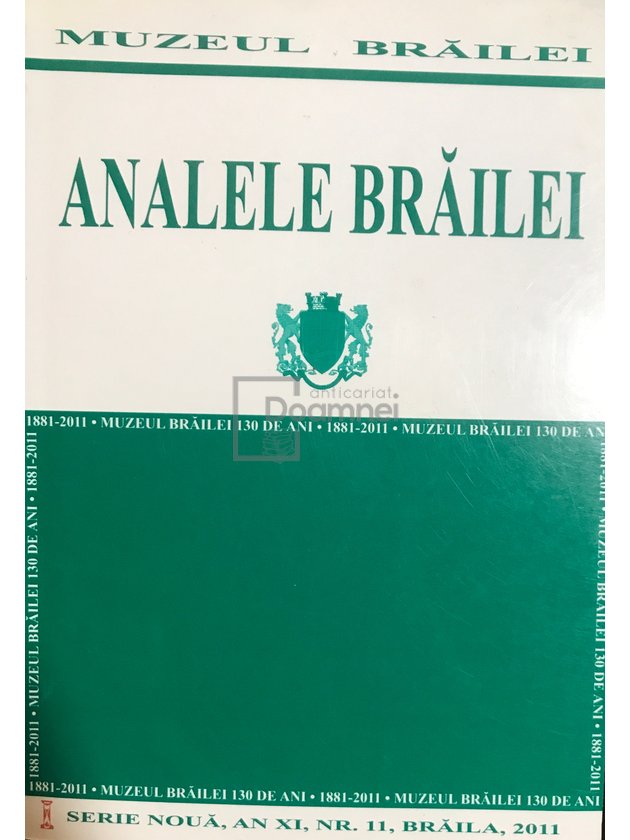 MUZEUL BRĂILEI
ANALELE BRĂILEI
anticariat
Doamnei
1881-2011 • MUZEUL BRĂILEI 130 DE ANI • 1881-2011 • MUZEUL BRĂILEI 130 DE AN
1881-2011 • MUZEUL BRĂILEI 130 DE ANI • 1881-2011
1881-2011 • MUZEUL BRĂILEI 130 DE ANI • 1881-2011
1881-2011 • MUZEUL BRĂILEI 130 DE ANI • 1881-2011 • MUZEUL BRĂILEI 130 DE ANI
SERIE NOUĂ, AN XI, NR. 11, BRĂILA, 2011